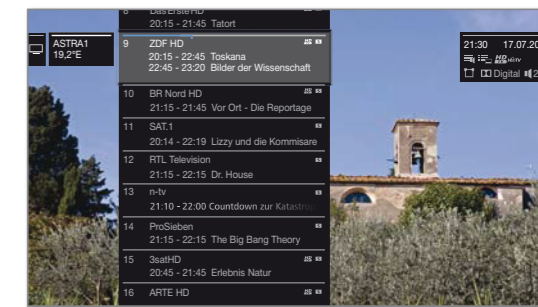 ASTRA1
19,2°E
8 Das Erste HD
20:15 - 21:45 Tatort
9 ZDF HD
20:15 - 22:45 Toskana
22:45 - 23:20 Bilder der Wissenschaft
10 BR Nord HD
21:15 - 21:45 Vor Ort - Die Reportage
11 SAT.1
20:14 - 22:19 Lizzy und die Kommisare
12 RTL Television
21:15 - 22:15 Dr. House
13 n-tv
21:10 - 22:00 Countdown zur Katastrop
14 ProSieben
21:15 - 22:15 The Big Bang Theory
15 3satHD
20:45 - 21:45 Erlebnis Natur
16 ARTE HD
21:30 17.07.20
Digital 2